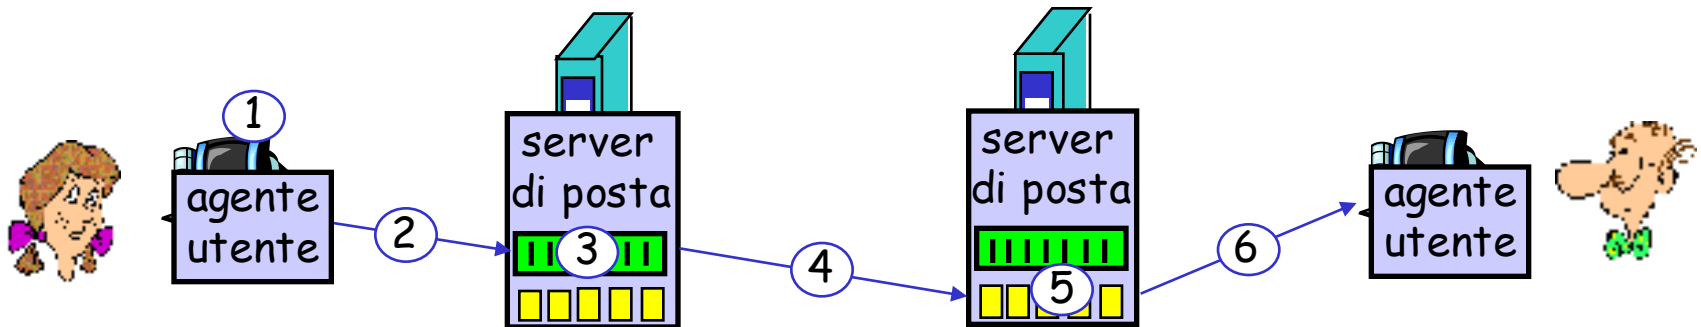 1
agente
utente
2
server
di posta
3
4
server
di posta
5
6
agente
utente